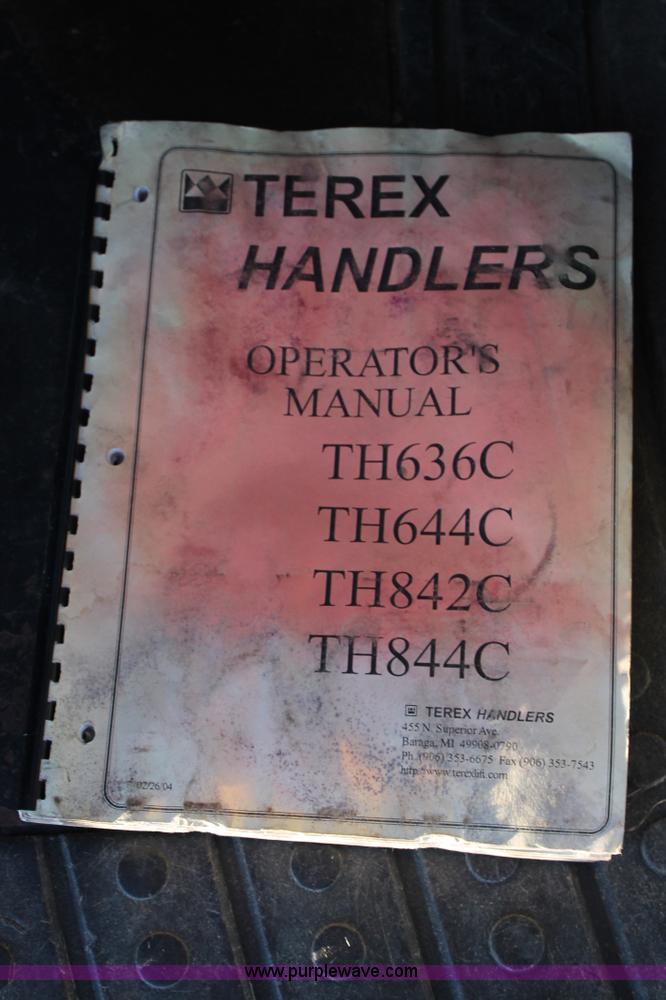 TEREX
HANDLERS
OPERATOR'S
MANUAL
TH636C
TH644C
TH842C
TH844C
TEREX HANDLERS
455 N. Superior Ave.
Baraga, MI 49908-0790
Ph. (906) 353-6675 Fax (906) 353-7543
http://www.terexlift.com
02/26/04
www.purplewave.com